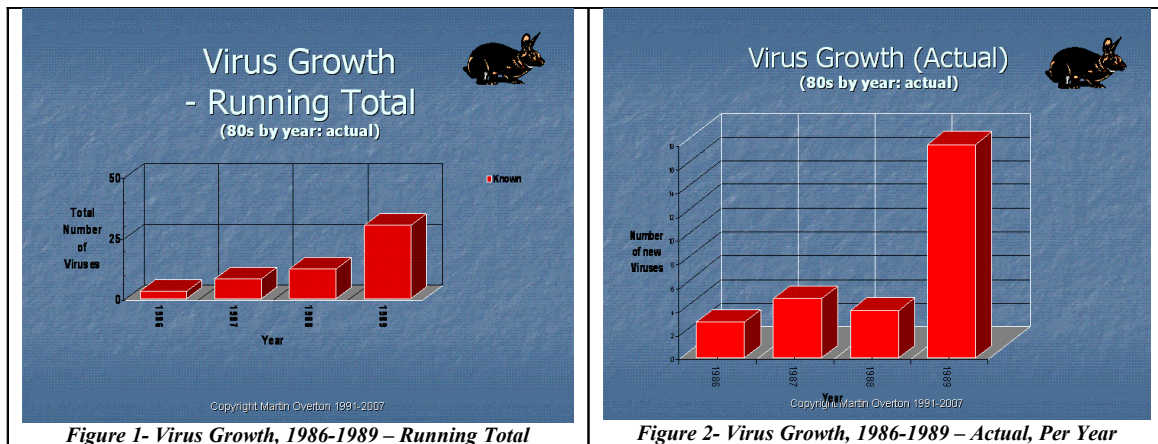 Virus Growth
- Running Total
(80s by year: actual)
50
25
0
Total
Number
of
Viruses
Known
1986
1987
1988
1989
Year
Copyright Martin Overton 1991-2007
Figure 1- Virus Growth, 1986-1989 – Running Total
Virus Growth (Actual)
(80s by year: actual)
18
16
14
12
10
8
6
4
2
0
Number
of new
Viruses
1986
1987
1988
1989
Year
Copyright Martin Overton 1991-2007
Figure 2- Virus Growth, 1986-1989 – Actual, Per Year